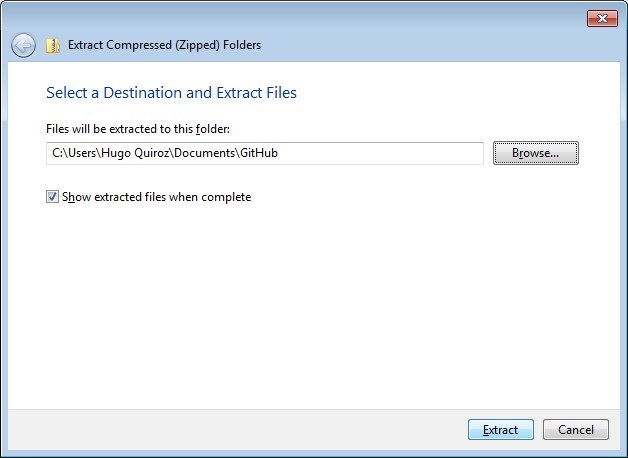 Extract Compressed (Zipped) Folders
Select a Destination and Extract Files
Files will be extracted to this folder:
C:\Users\Hugo Quiroz\Documents\GitHub
Browse...
Show extracted files when complete
Extract
Cancel